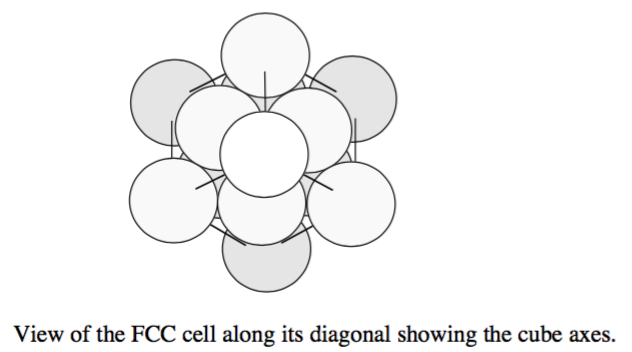 View of the FCC cell along its diagonal showing the cube axes.